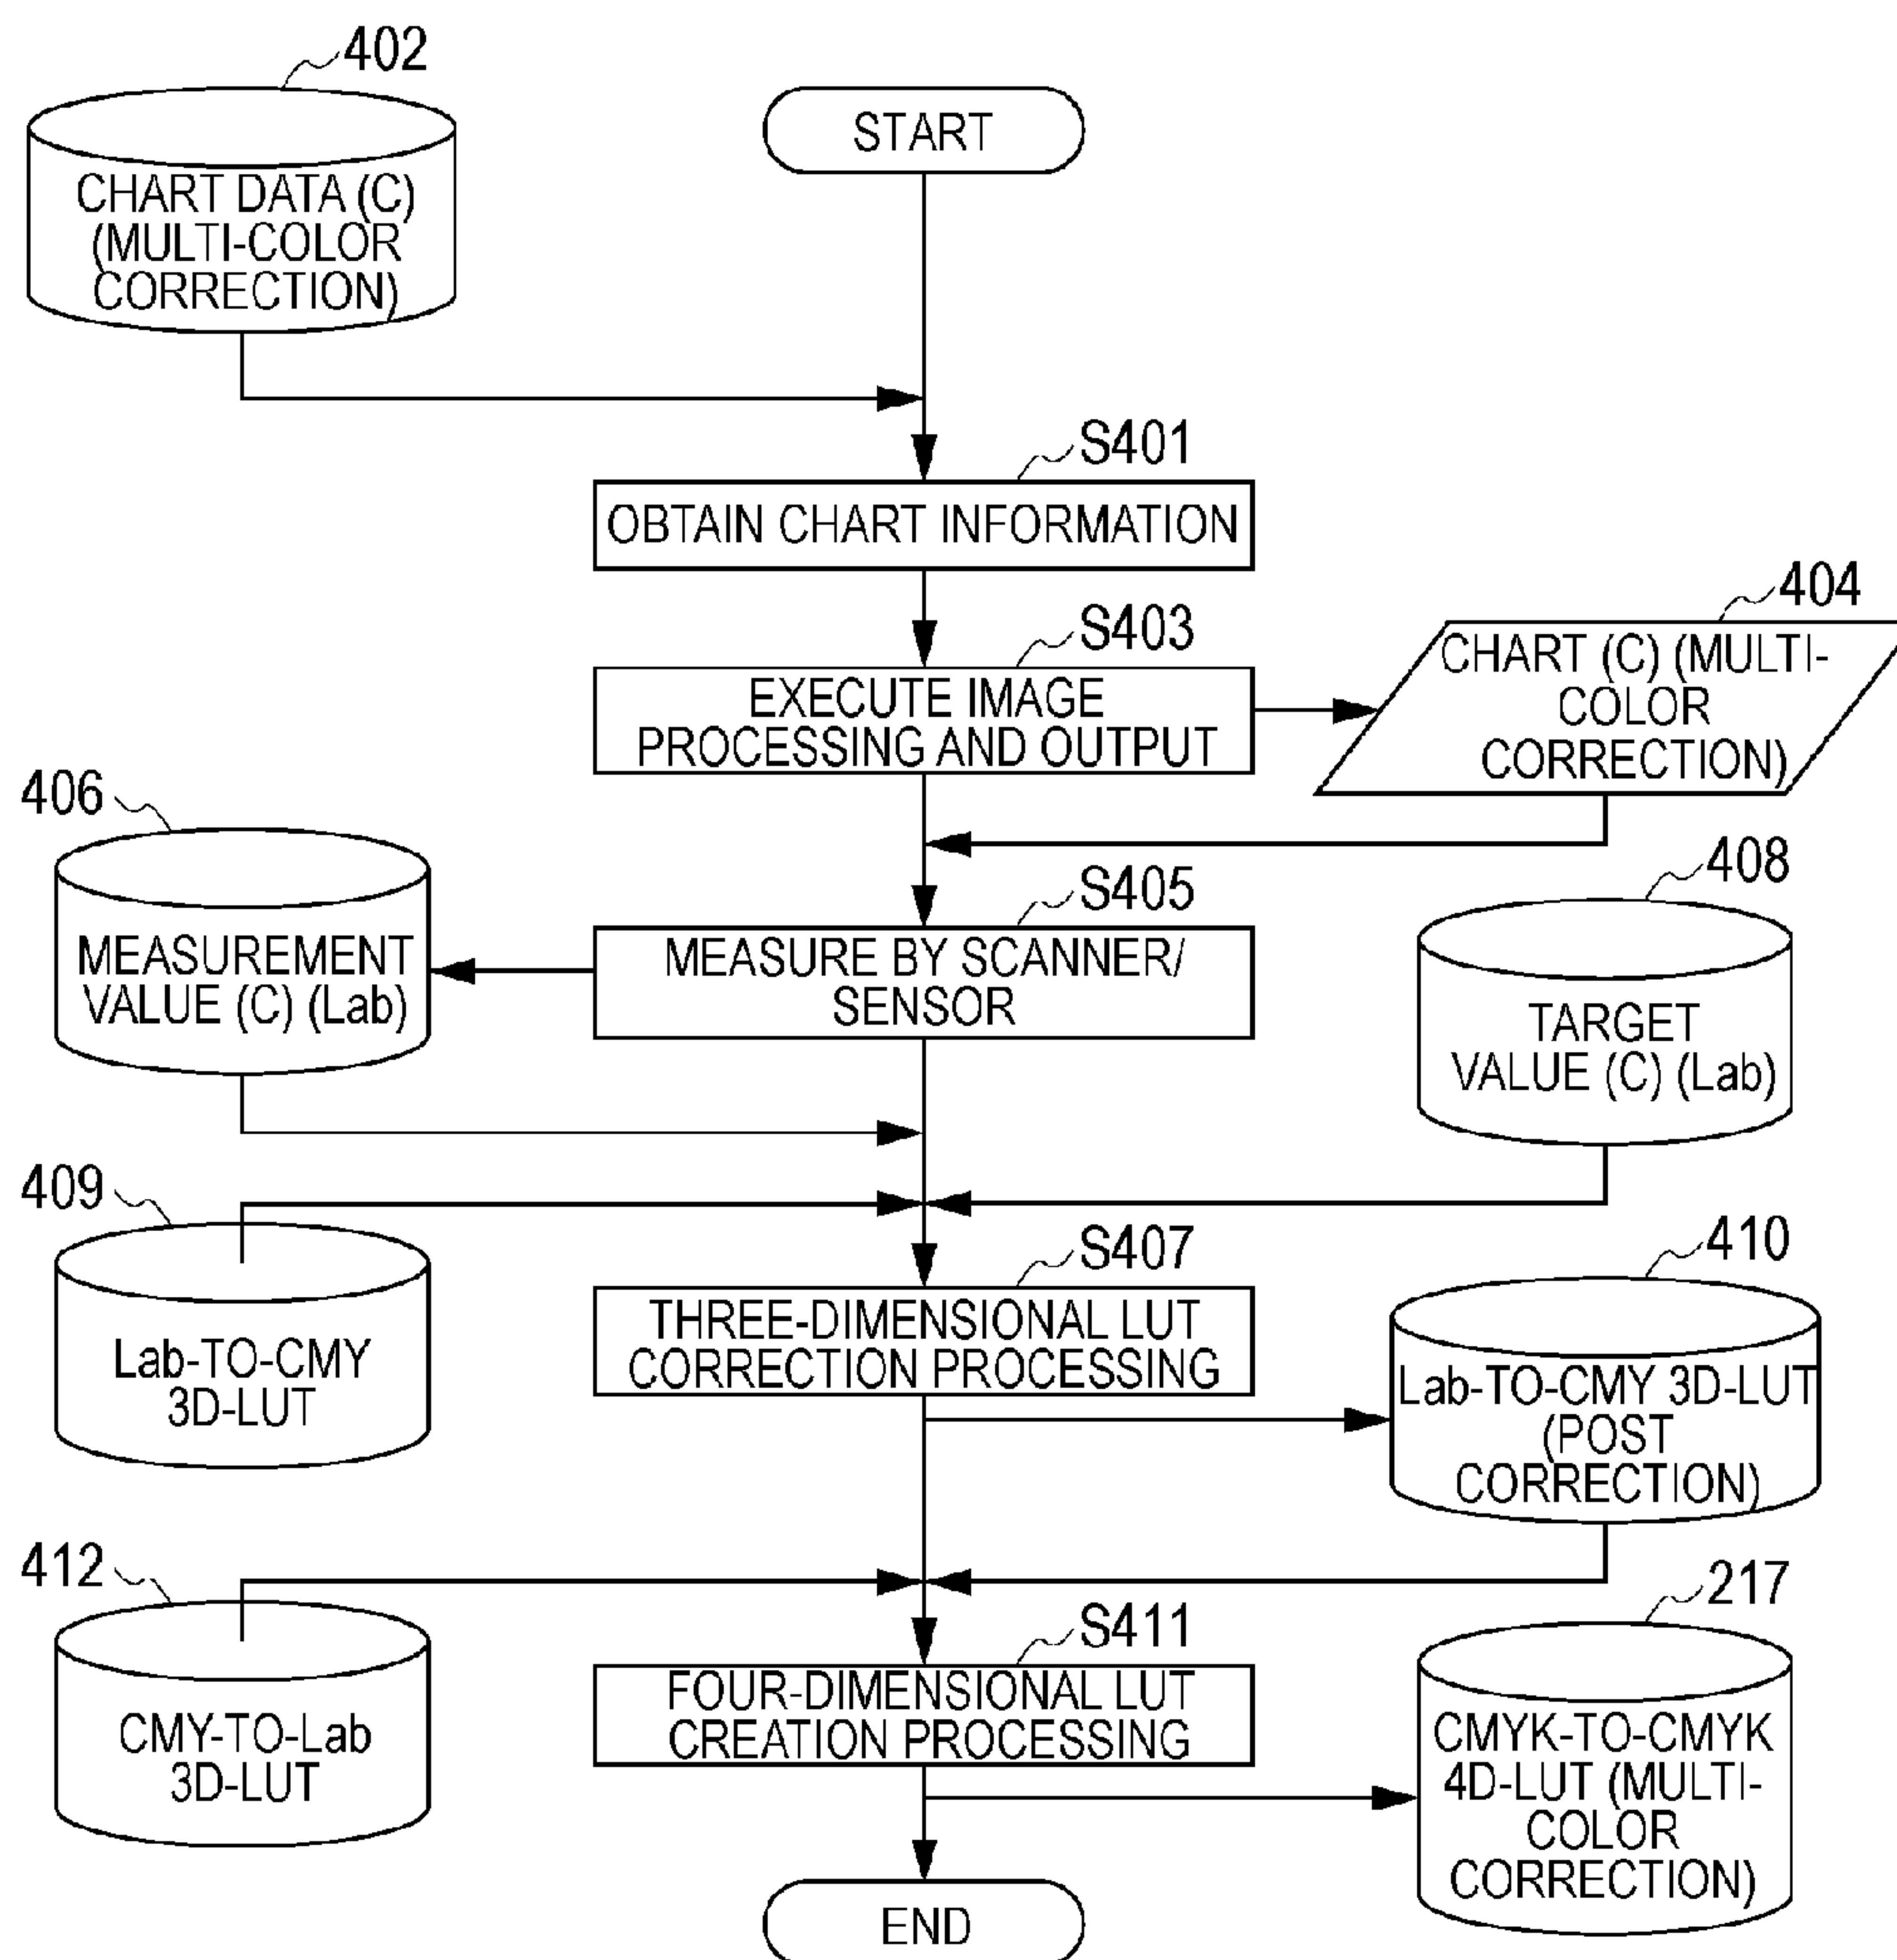 402
START
CHART DATA (C)
(MULTI-COLOR
CORRECTION)
S401
OBTAIN CHART INFORMATION
S403
404
EXECUTE IMAGE
PROCESSING AND OUTPUT
CHART (C) (MULTI-
COLOR
CORRECTION)
406
S405
408
MEASUREMENT
VALUE (C) (Lab)
MEASURE BY SCANNER/
SENSOR
TARGET
VALUE (C) (Lab)
409
S407
410
Lab-TO-CMY
3D-LUT
THREE-DIMENSIONAL LUT
CORRECTION PROCESSING
Lab-TO-CMY 3D-LUT
(POST
CORRECTION)
412
S411
217
CMY-TO-Lab
3D-LUT
FOUR-DIMENSIONAL LUT
CREATION PROCESSING
CMYK-TO-CMYK
4D-LUT (MULTI-
COLOR
CORRECTION)
END